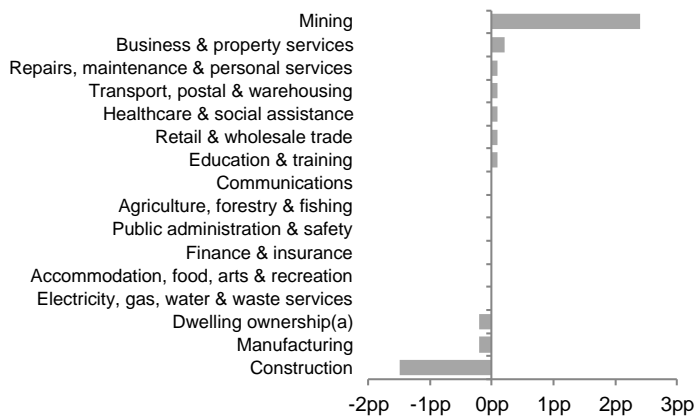 Mining
Business & property services
Repairs, maintenance & personal services
Transport, postal & warehousing
Healthcare & social assistance
Retail & wholesale trade
Education & training
Communications
Agriculture, forestry & fishing
Public administration & safety
Finance & insurance
Accommodation, food, arts & recreation
Electricity, gas, water & waste services
Dwelling ownership(a)
Manufacturing
Construction
-2pp -1pp 0pp 1pp 2pp 3pp